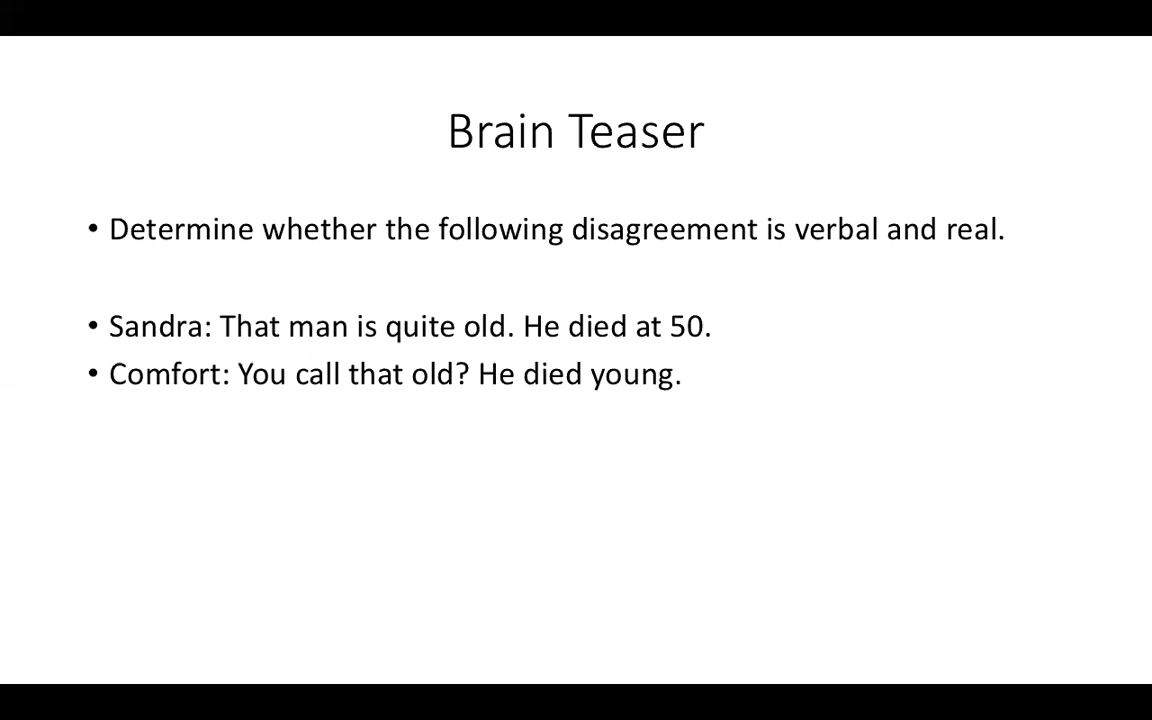 Brain Teaser
• Determine whether the following disagreement is verbal and real.
• Sandra: That man is quite old. He died at 50.
• Comfort: You call that old? He died young.